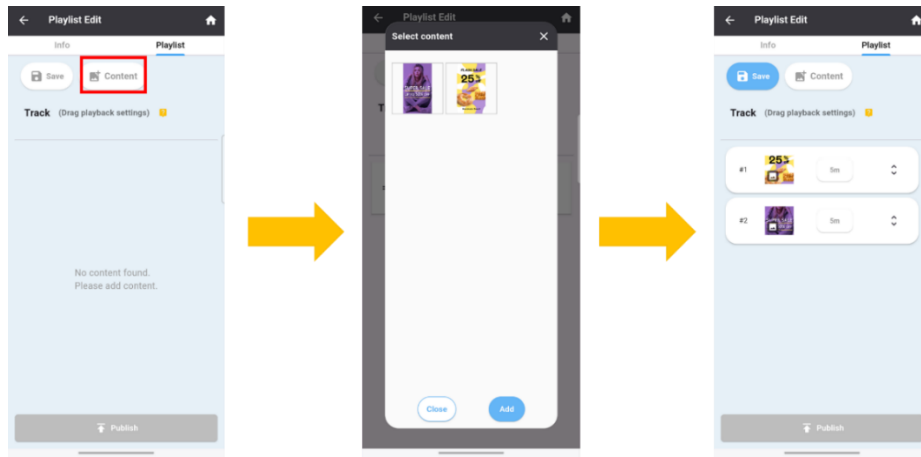 Playlist Edit
Info
Playlist
Save
Content
Track (Drag playback settings)
No content found.
Please add content.
Publish
Playlist Edit
Select content
T
25%
Close
Add
Playlist Edit
Info
Playlist
Save
Content
Track (Drag playback settings)
#1
25%
5m
#2
5m
Publish